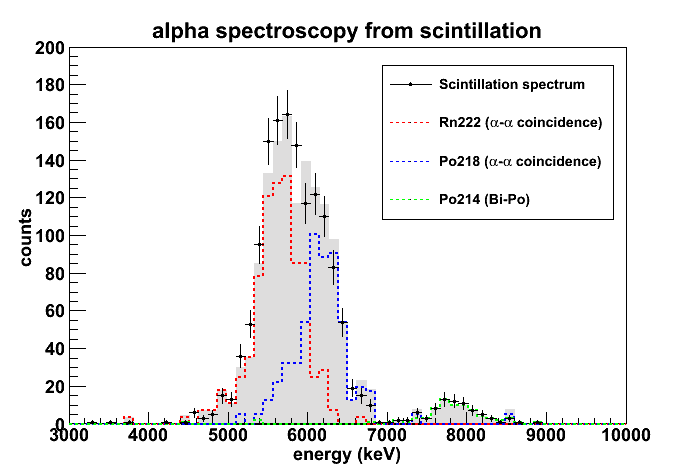 alpha spectroscopy from scintillation
200
180
160
140
120
100
80
60
40
20
0
counts
Scintillation spectrum
Rn222 (α-α coincidence)
Po218 (α-α coincidence)
Po214 (Bi-Po)
3000 4000 5000 6000 7000 8000 9000 10000
energy (keV)